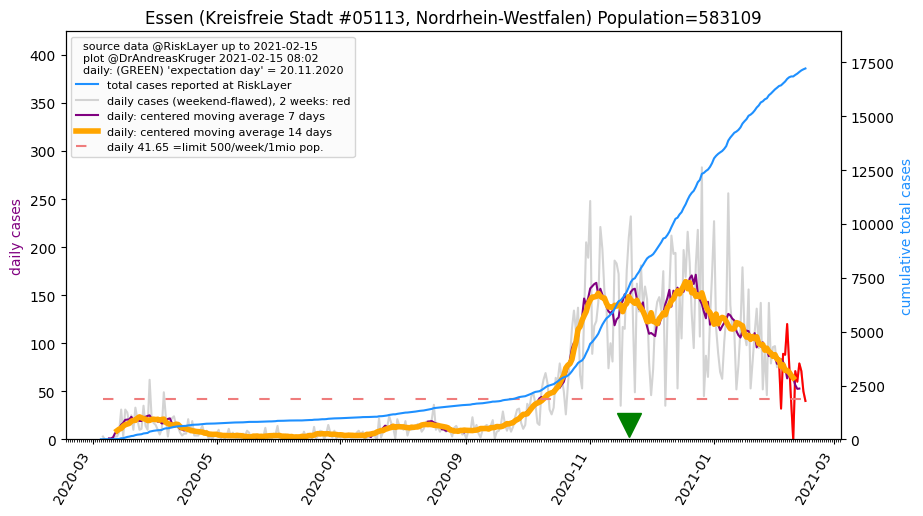 Essen (Kreisfreie Stadt #05113, Nordrhein-Westfalen) Population=583109
source data @RiskLayer up to 2021-02-15
plot @DrAndreasKruger 2021-02-15 08:02
daily: (GREEN) 'expectation day' = 20.11.2020
total cases reported at RiskLayer
daily cases (weekend-flawed), 2 weeks: red
daily: centered moving average 7 days
daily: centered moving average 14 days
daily 41.65 =limit 500/week/1mio pop.
daily cases
400
350
300
250
200
150
100
50
0
cumulative total cases
17500
15000
12500
10000
7500
5000
2500
0
2020-03
2020-05
2020-07
2020-09
2020-11
2021-01
2021-03